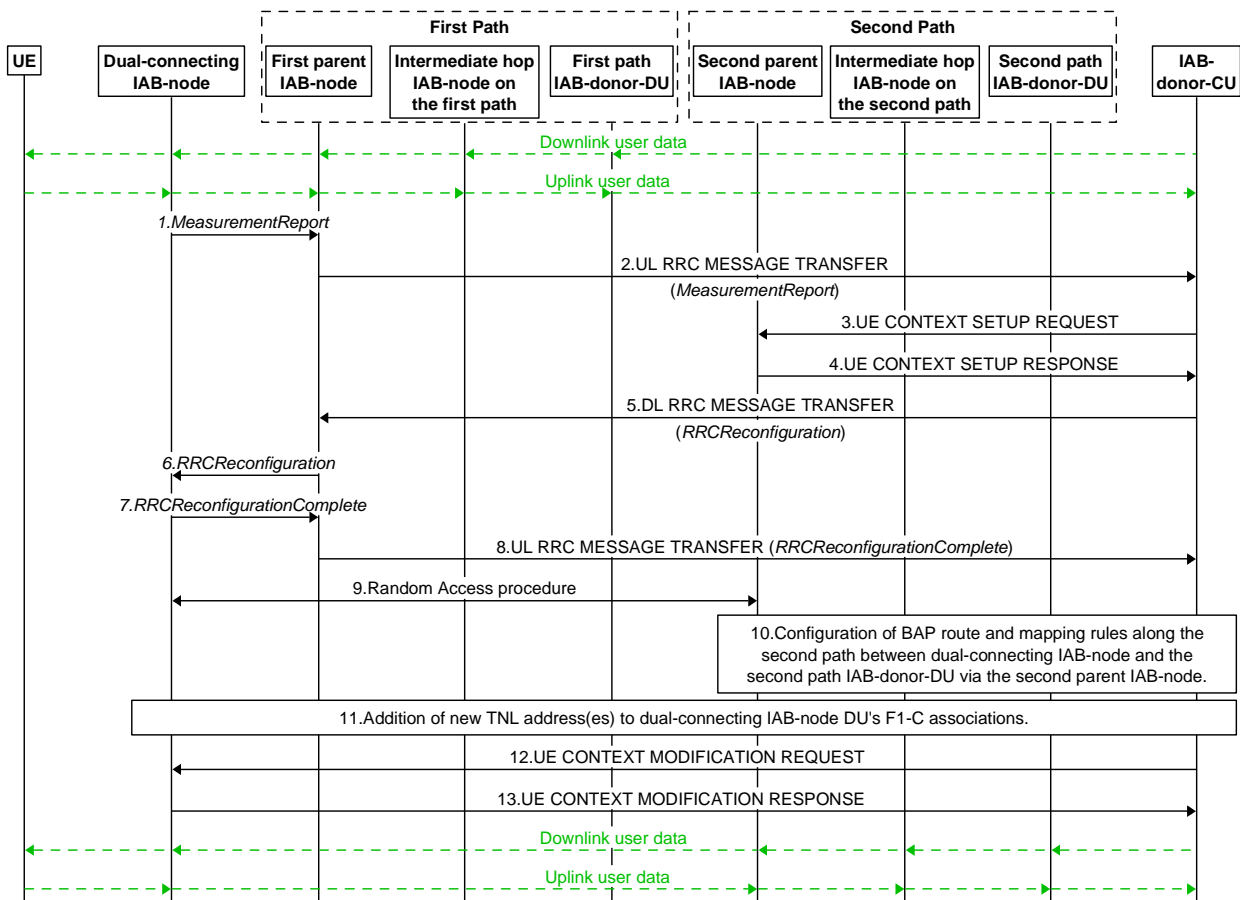 First Path
Second Path
UE
Dual-connecting
IAB-node
First parent
IAB-node
Intermediate hop
IAB-node on
the first path
First path
IAB-donor-DU
Second parent
IAB-node
Intermediate hop
IAB-node on
the second path
Second path
IAB-donor-DU
IAB-
donor-CU
Downlink user data
Uplink user data
1.MeasurementReport
2.UL RRC MESSAGE TRANSFER
(MeasurementReport)
3.UE CONTEXT SETUP REQUEST
4.UE CONTEXT SETUP RESPONSE
5.DL RRC MESSAGE TRANSFER
(RRCReconfiguration)
6.RRCReconfiguration
7.RRCReconfigurationComplete
8.UL RRC MESSAGE TRANSFER (RRCReconfigurationComplete)
9.Random Access procedure
10.Configuration of BAP route and mapping rules along the
second path between dual-connecting IAB-node and the
second path IAB-donor-DU via the second parent IAB-node.
11.Addition of new TNL address(es) to dual-connecting IAB-node DU's F1-C associations.
12.UE CONTEXT MODIFICATION REQUEST
13.UE CONTEXT MODIFICATION RESPONSE
Downlink user data
Uplink user data